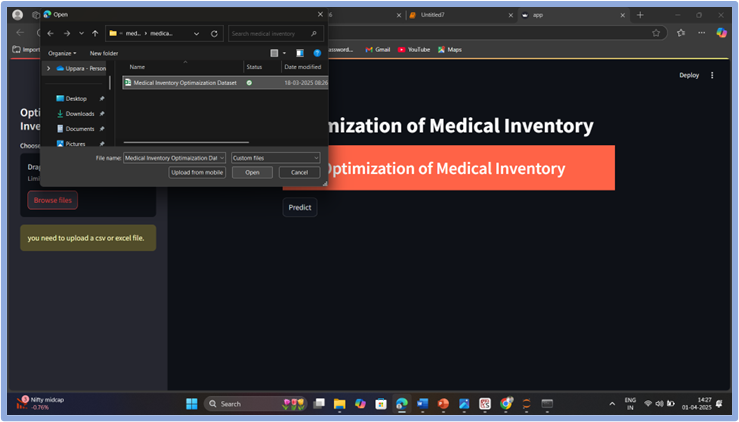 Open
Untitled7
app
med...
medica...
Search medical inventory
Organize
New folder
assword...
Gmail
YouTube
Maps
Import
Uppara - Person
Name
Status
Date modified
Medical Inventory Optimaization Dataset
18-03-2025 08:26
Desktop
Downloads
Documents
Pictures
File name:
Medical Inventory Optimaization Dat
Custom files
Upload from mobile
Open
Cancel
Deploy
Opti
Inve
Choose
Drag
Limi
Browse files
you need to upload a csv or excel file.
mization of Medical Inventory
Optimization of Medical Inventory
Predict
3
Nifty midcap
-0.76%
Search
ENG
IN
14:27
01-04-2025